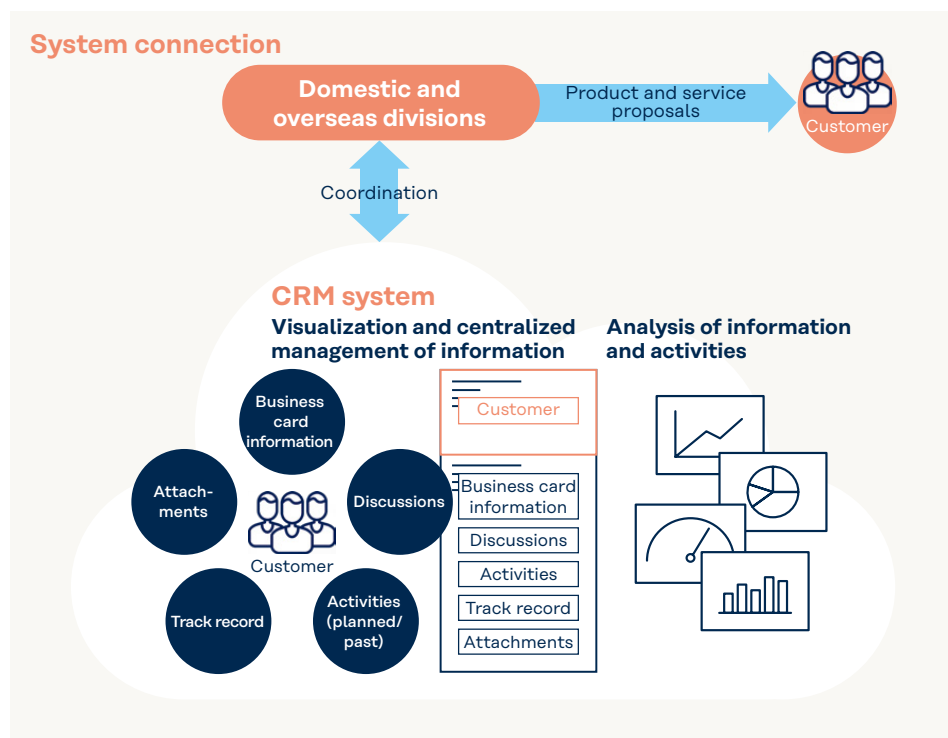 System connection
Domestic and
overseas divisions
Product and service
proposals
Customer
Coordination
CRM system
Visualization and centralized
management of information
Analysis of information
and activities
Business
card
information
Attach-
ments
Discussions
Customer
Track record
Activities
(planned/
past)
Customer
Business card
information
Discussions
Activities
Track record
Attachments